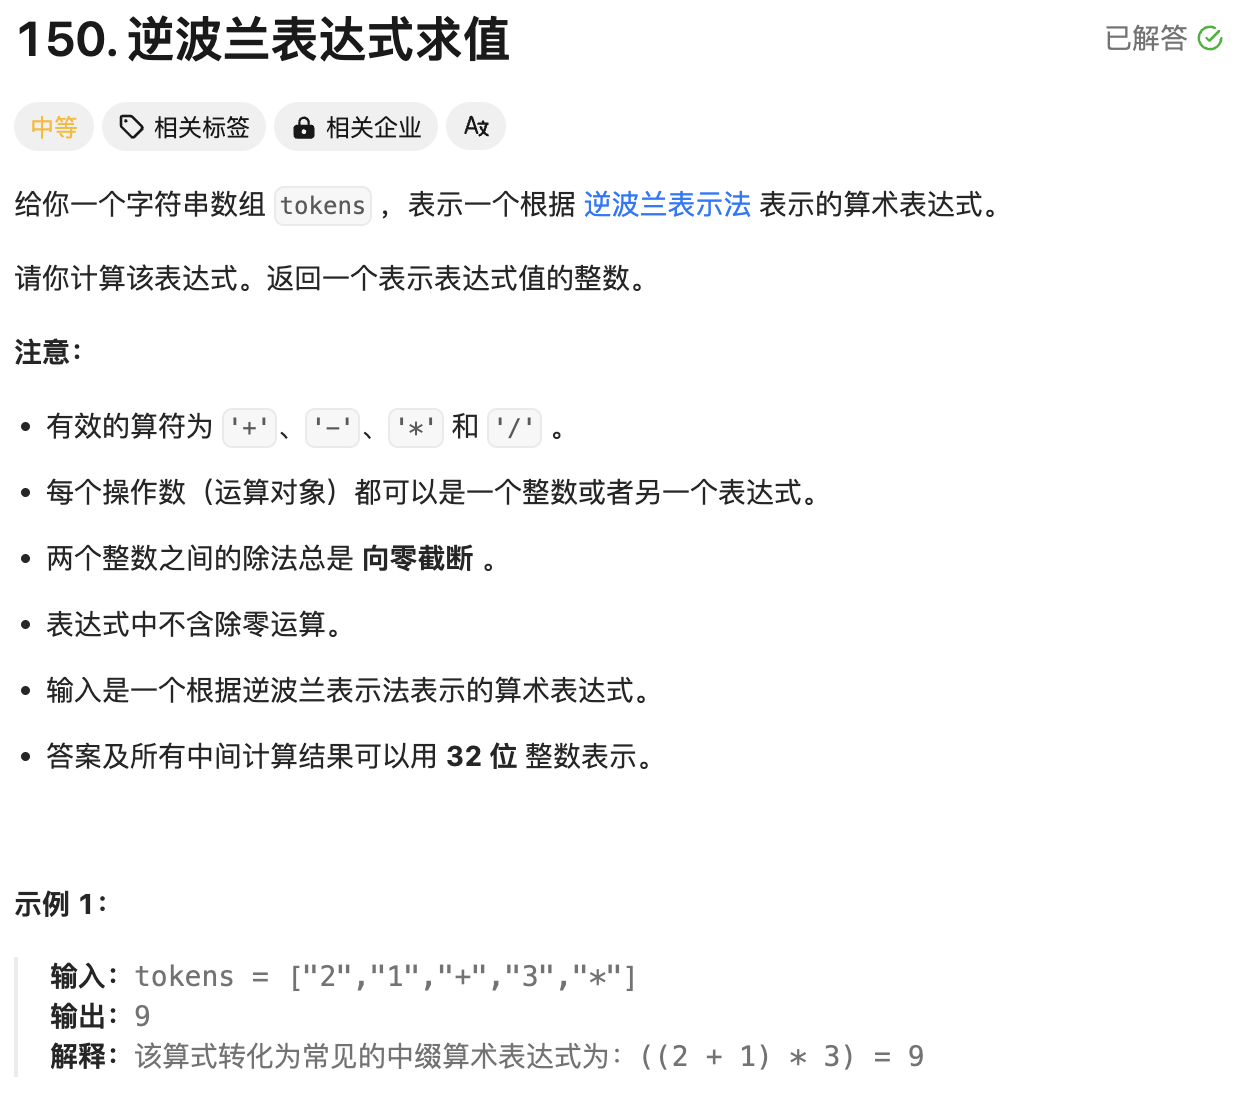 150. 逆波兰表达式求值
已解答
中等
相关标签
相关企业
给你一个字符串数组 tokens ，表示一个根据 逆波兰表示法 表示的算术表达式。
请你计算该表达式。返回一个表示表达式值的整数。
注意：
• 有效的算符为 '+'、'-'、'*' 和 '/' 。
• 每个操作数（运算对象）都可以是一个整数或者另一个表达式。
• 两个整数之间的除法总是 向零截断 。
• 表达式中不含除零运算。
• 输入是一个根据逆波兰表示法表示的算术表达式。
• 答案及所有中间计算结果可以用 32 位 整数表示。
示例 1：
输入：tokens = ["2","1","+","3","*"]
输出：9
解释：该算式转化为常见的中缀算术表达式为：((2 + 1) * 3) = 9